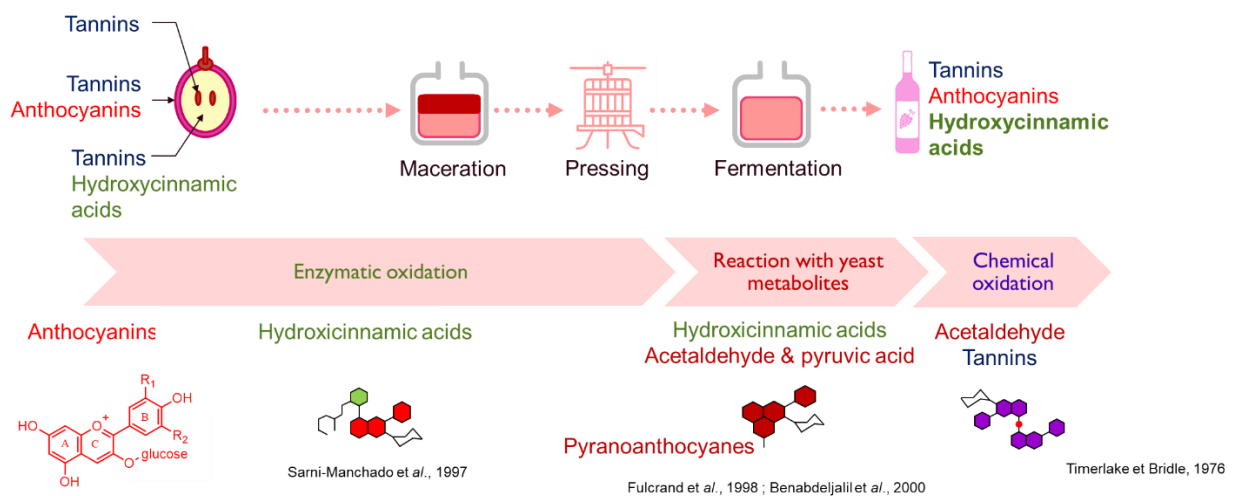 Tannins
Tannins
Anthocyanins
Tannins
Hydroxycinnamic
acids
Maceration
Pressing
Fermentation
Tannins
Anthocyanins
Hydroxycinnamic
acids
Enzymatic oxidation
Reaction with yeast
metabolites
Chemical
oxidation
Anthocyanins
Hydroxicinnamic acids
Hydroxicinnamic acids
Acetaldehyde & pyruvic acid
Acetaldehyde
Tannins
R1
OH
B
HO
O
+
R2
A
C
O
glucose
OH
Pyranoanthocyanes
Sarni-Manchado et al., 1997
Fulcrand et al., 1998 ; Benabdeljalil et al., 2000
Timerlake et Bridle, 1976